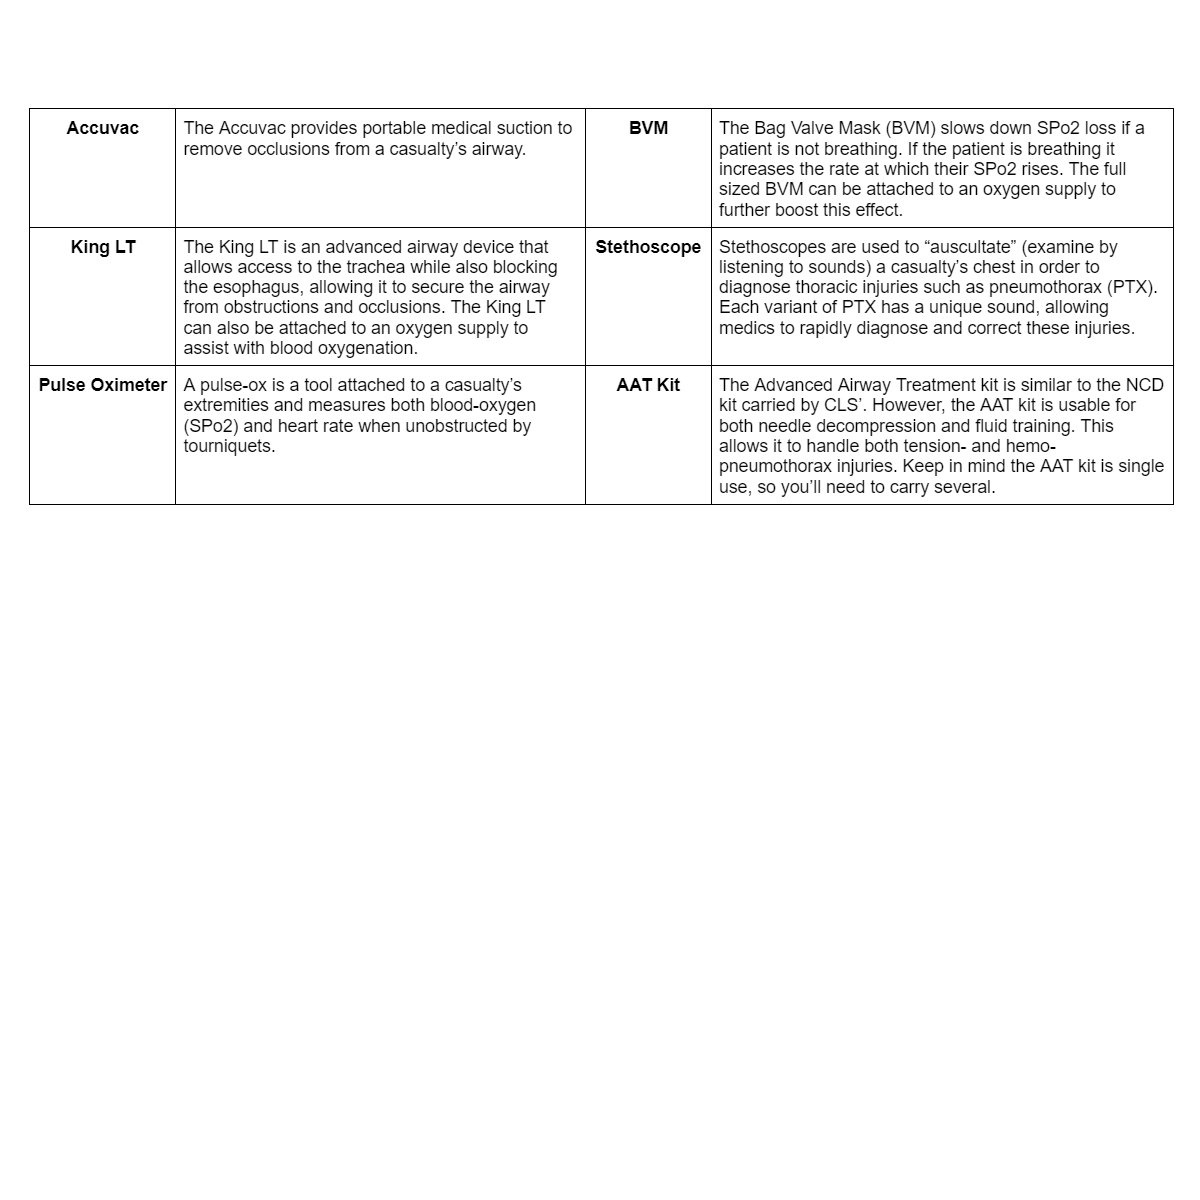 Accuvac
The Accuvac provides portable medical suction to
remove occlusions from a casualty’s airway.
BVM
The Bag Valve Mask (BVM) slows down SPo2 loss if a
patient is not breathing. If the patient is breathing it
increases the rate at which their SPo2 rises. The full
sized BVM can be attached to an oxygen supply to
further boost this effect.
King LT
The King LT is an advanced airway device that
allows access to the trachea while also blocking
the esophagus, allowing it to secure the airway
from obstructions and occlusions. The King LT
can also be attached to an oxygen supply to
assist with blood oxygenation.
Stethoscope
Stethoscopes are used to “auscultate” (examine by
listening to sounds) a casualty’s chest in order to
diagnose thoracic injuries such as pneumothorax (PTX).
Each variant of PTX has a unique sound, allowing
medics to rapidly diagnose and correct these injuries.
Pulse Oximeter
A pulse-ox is a tool attached to a casualty’s
extremities and measures both blood-oxygen
(SPo2) and heart rate when unobstructed by
tourniquets.
AAT Kit
The Advanced Airway Treatment kit is similar to the NCD
kit carried by CLS’. However, the AAT kit is usable for
both needle decompression and fluid training. This
allows it to handle both tension- and hemo-
pneumothorax injuries. Keep in mind the AAT kit is single
use, so you’ll need to carry several.